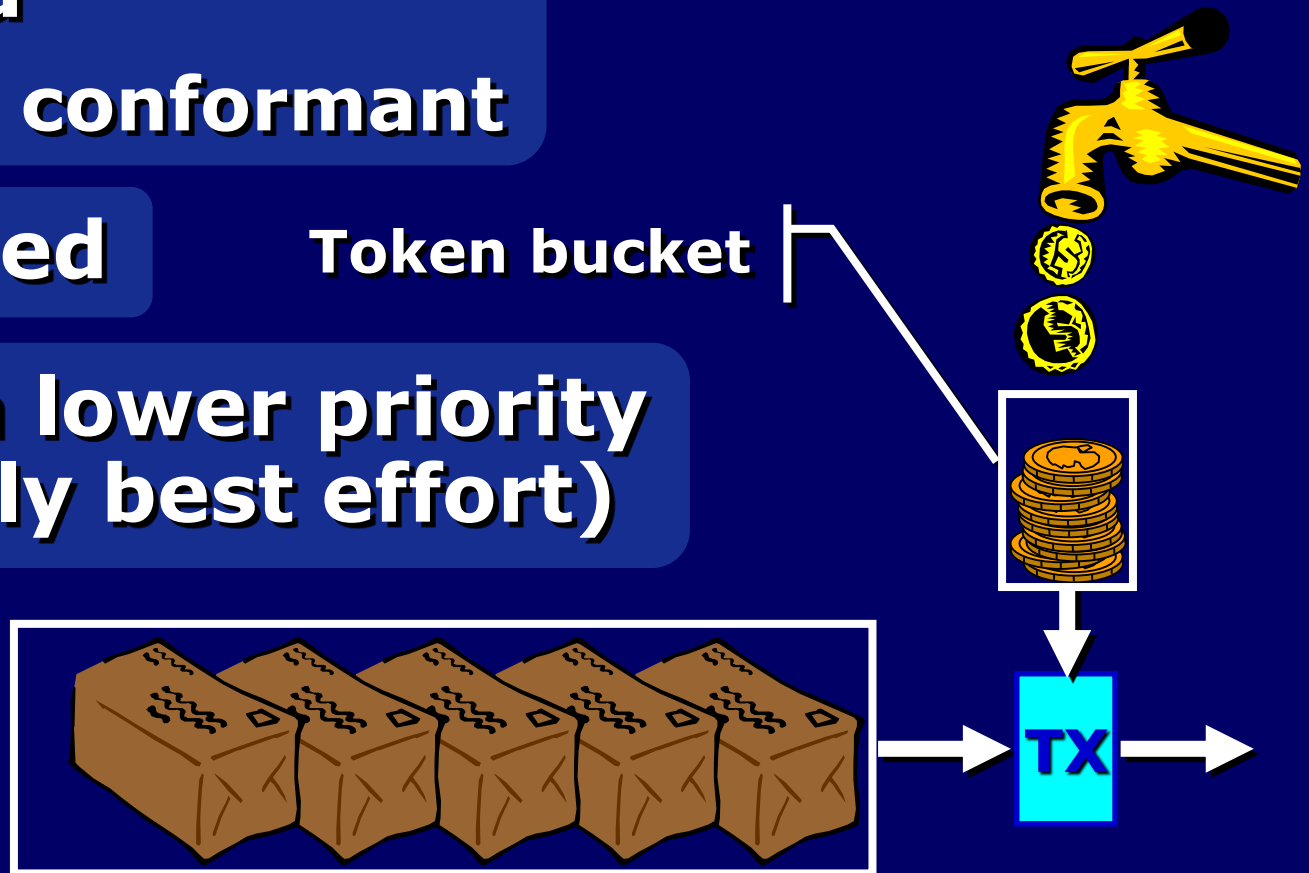 conformant
ed
Token bucket
lower priority
ly best effort)
TX